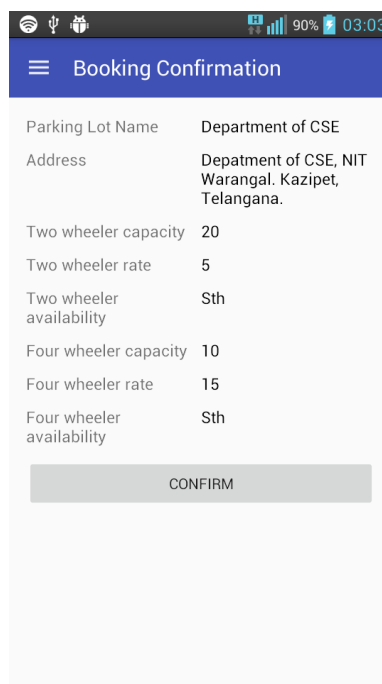 H 90% 03:03
Booking Confirmation
Parking Lot Name Department of CSE
Address Depatment of CSE, NIT
Warangal. Kazipet,
Telangana.
Two wheeler capacity 20
Two wheeler rate 5
Two wheeler Sth
availability
Four wheeler capacity 10
Four wheeler rate 15
Four wheeler Sth
availability
CONFIRM